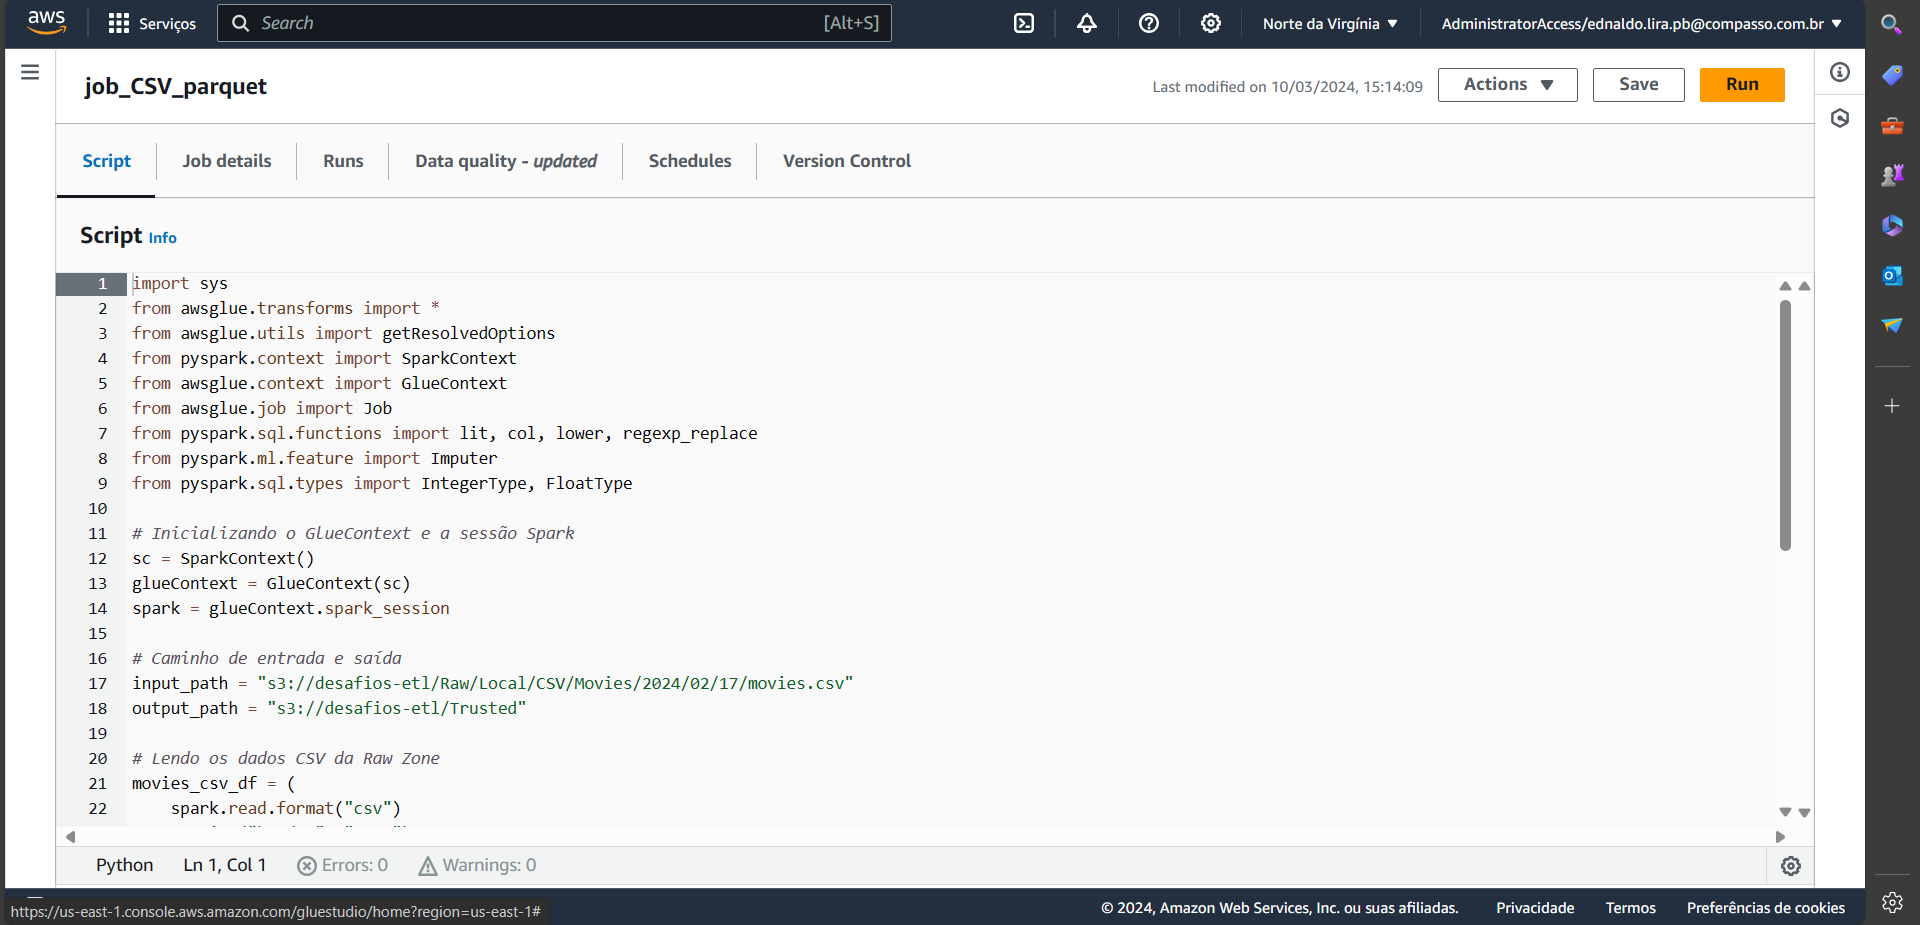 aws
Serviços
Search
[Alt+S]
Norte da Virgínia
AdministratorAccess/ednaldo.lira.pb@compasso.com.br
job_CSV_parquet
Last modified on 10/03/2024, 15:14:09
Actions
Save
Run
Script
Job details
Runs
Data quality - updated
Schedules
Version Control
Script Info
1 import sys
2 from awsglue.transforms import *
3 from awsglue.utils import getResolvedOptions
4 from pyspark.context import SparkContext
5 from awsglue.context import GlueContext
6 from awsglue.job import Job
7 from pyspark.sql.functions import lit, col, lower, regexp_replace
8 from pyspark.ml.feature import Imputer
9 from pyspark.sql.types import IntegerType, FloatType
10
11 # Inicializando o GlueContext e a sessão Spark
12 sc = SparkContext()
13 glueContext = GlueContext(sc)
14 spark = glueContext.spark_session
15
16 # Caminho de entrada e saída
17 input_path = "s3://desafios-etl/Raw/Local/CSV/Movies/2024/02/17/movies.csv"
18 output_path = "s3://desafios-etl/Trusted"
19
20 # Lendo os dados CSV da Raw Zone
21 movies_csv_df = (
22 spark.read.format("csv")
Python
Ln 1, Col 1
Errors: 0
Warnings: 0
https://us-east-1.console.aws.amazon.com/gluestudio/home?region=us-east-1#
© 2024, Amazon Web Services, Inc. ou suas afiliadas.
Privacidade
Termos
Preferências de cookies